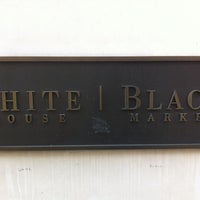 HITE | BLAC
OUSE MARKE